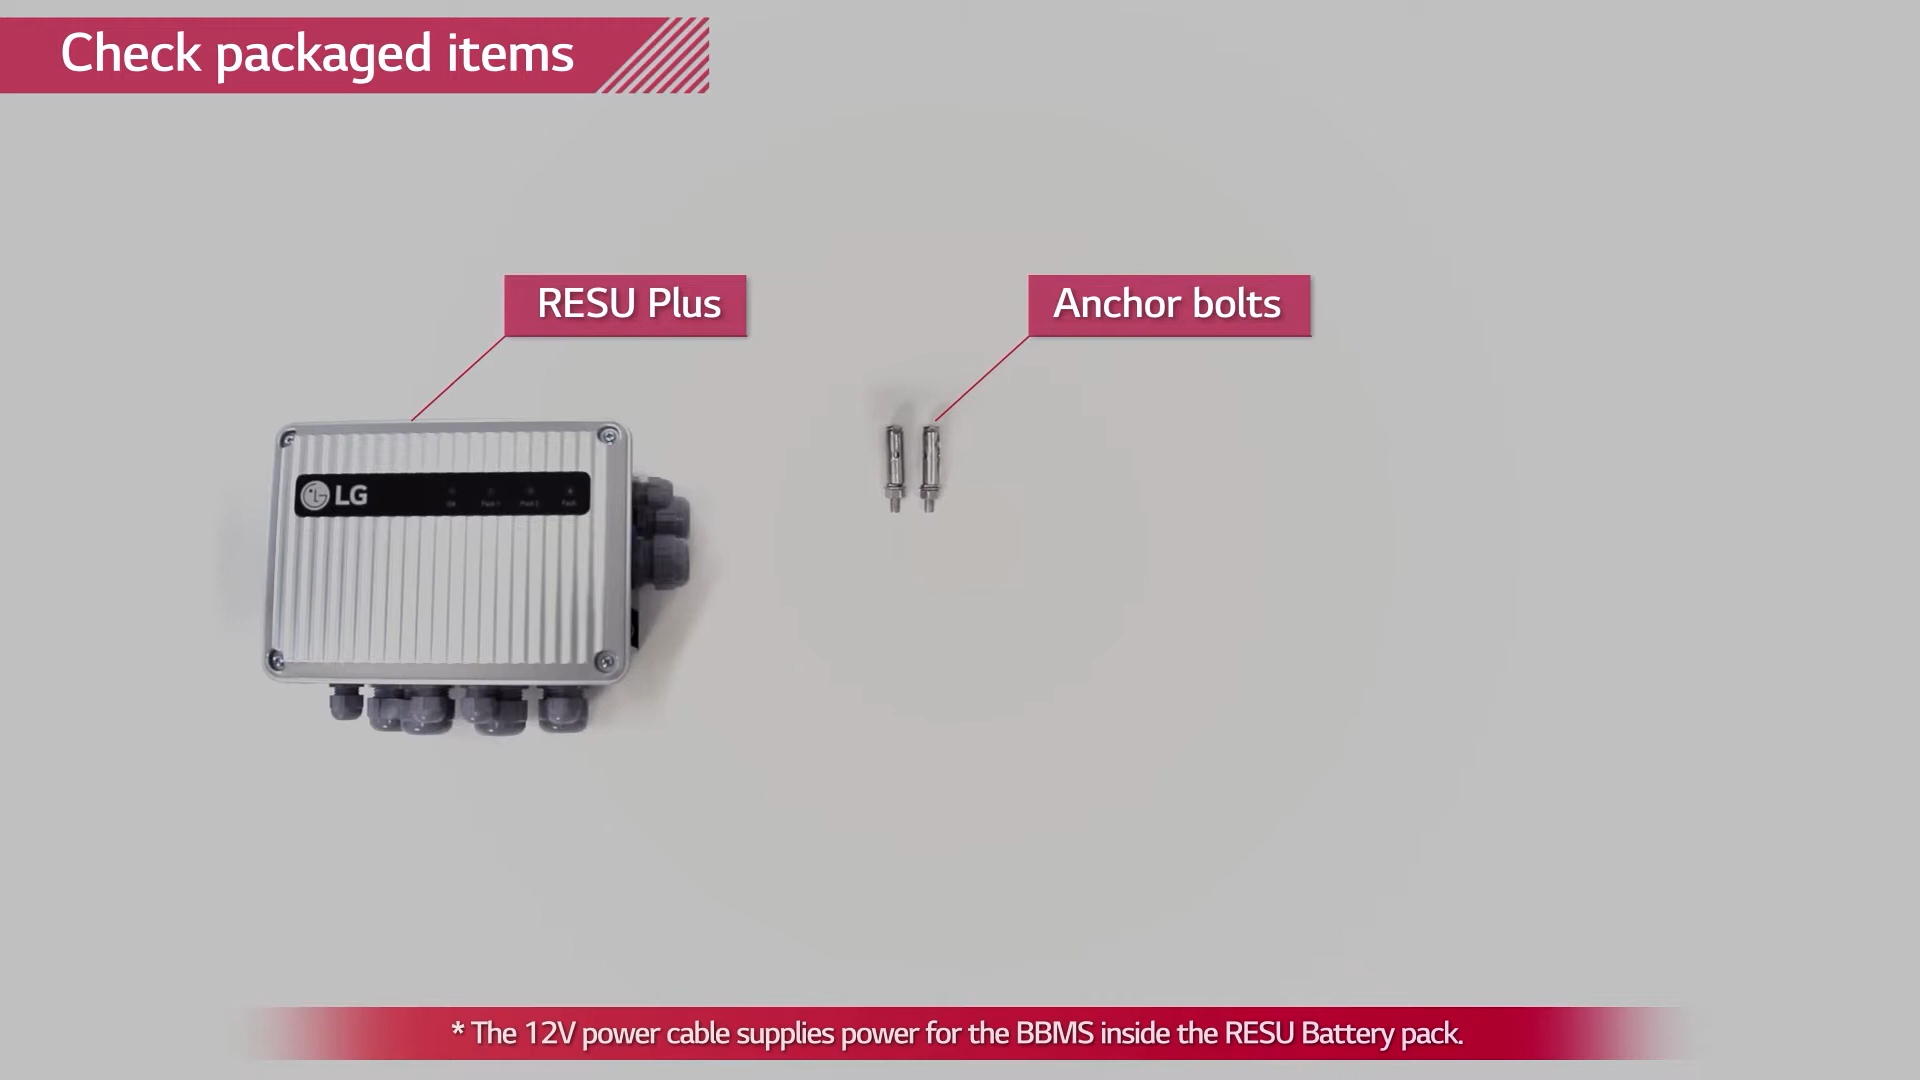 Check packaged items
RESU Plus
Anchor bolts
LG
* The 12V power cable supplies power for the BBMS inside the RESU Battery pack.